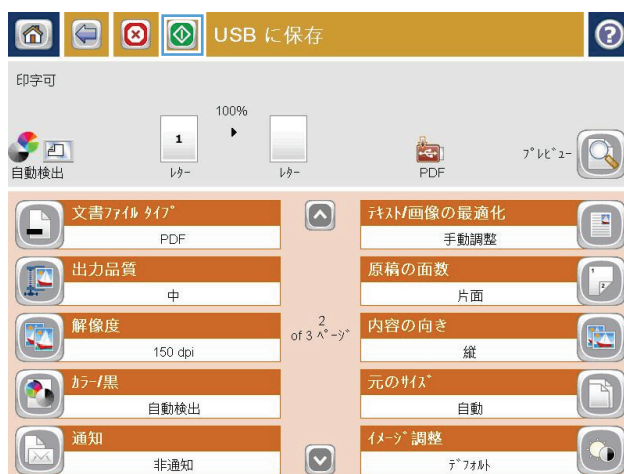 USB に保存
?
印字可
100%
1
自動検出
ﾚﾀｰ
ﾚﾀｰ
PDF
ﾌﾟﾚﾋﾞｭｰ
文書ﾌｧｲﾙ ﾀｲﾌﾟ
PDF
出力品質
中
解像度
150 dpi
ｶﾗｰ/黒
自動検出
通知
非通知
2
of 3 ﾍﾟｰｼﾞ
ﾃｷｽﾄ/画像の最適化
手動調整
原稿の面数
片面
1
2
内容の向き
縦
元のｻｲｽﾞ
自動
ｲﾒｰｼﾞ調整
ﾃﾞﾌｫﾙﾄ